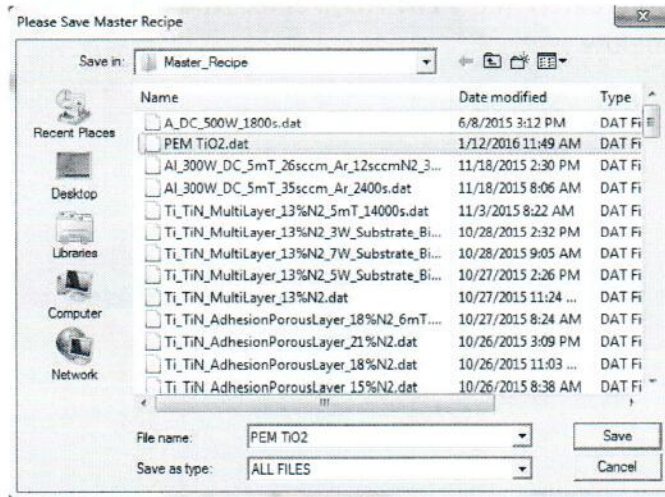 Please Save Master Recipe
Save in: Master_Recipe
Name Date modified Type
A_DC_500W_1800s.dat 6/8/2015 3:12 PM DAT Fi
PEM TiO2.dat 1/12/2016 11:49 AM DAT Fi
Al_300W_DC_5mT_26sccm_Ar_12sccmN2_3... 11/18/2015 2:30 PM DAT Fi
Al_300W_DC_5mT_35sccm_Ar_2400s.dat 11/18/2015 8:06 AM DAT Fi
Ti_TiN_MultiLayer_13%N2_5mT_14000s.dat 11/3/2015 8:22 AM DAT Fi
Ti_TiN_MultiLayer_13%N2_3W_Substrate_Bi... 10/28/2015 2:32 PM DAT Fi
Ti_TiN_MultiLayer_13%N2_7W_Substrate_Bi... 10/28/2015 9:05 AM DAT Fi
Ti_TiN_MultiLayer_13%N2_5W_Substrate_Bi... 10/27/2015 2:26 PM DAT Fi
Ti_TiN_MultiLayer_13%N2.dat 10/27/2015 11:24 ... DAT Fi
Ti_TiN_AdhesionPorousLayer_18%N2_6mT.... 10/27/2015 8:24 AM DAT Fi
Ti_TiN_AdhesionPorousLayer_21%N2.dat 10/26/2015 3:09 PM DAT Fi
Ti_TiN_AdhesionPorousLayer_18%N2.dat 10/26/2015 11:03 ... DAT Fi
Ti_TiN_AdhesionPorousLayer_15%N2.dat 10/26/2015 8:38 AM DAT Fi
Recent Places
Desktop
Libraries
Computer
Network
File name: PEM TiO2 Save
Save as type: ALL FILES Cancel